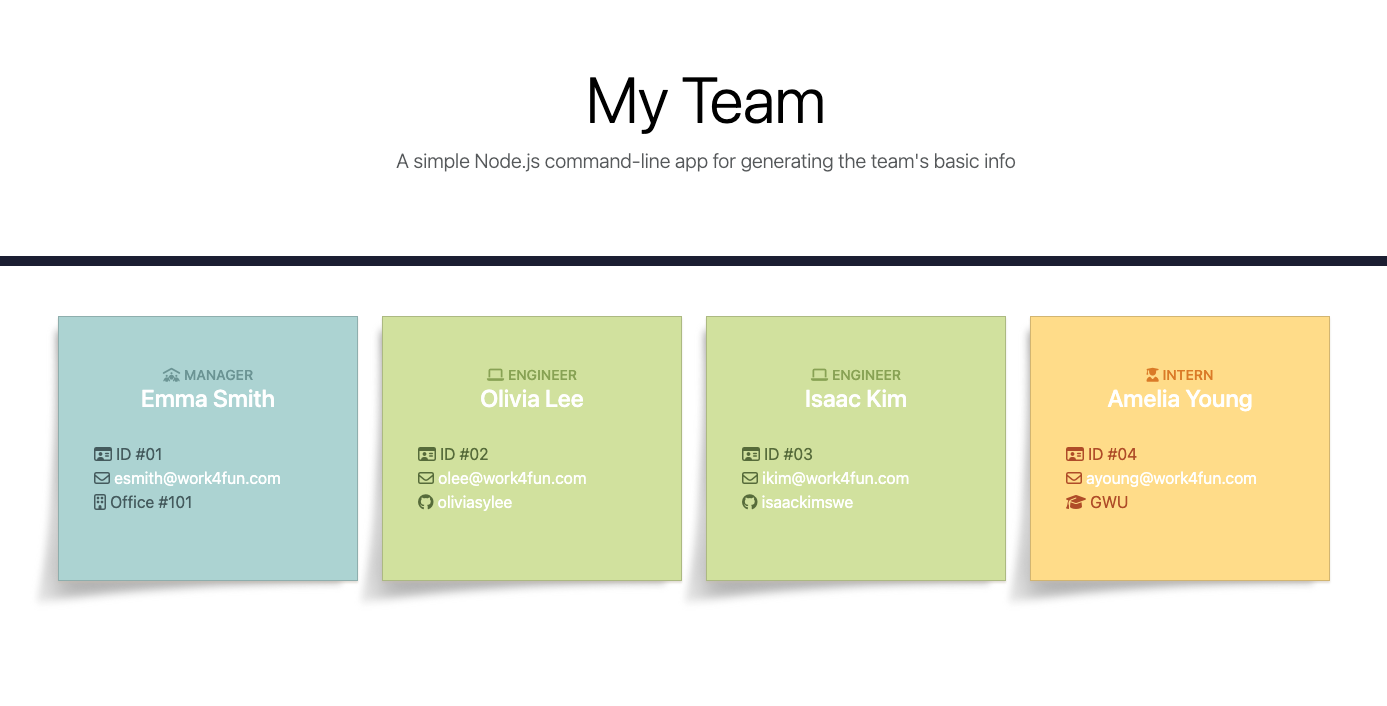 My Team
A simple Node.js command-line app for generating the team's basic info
MANAGER
Emma Smith
ID #01
esmith@work4fun.com
Office #101
ENGINEER
Olivia Lee
ID #02
olee@work4fun.com
oliviasylee
ENGINEER
Isaac Kim
ID #03
ikim@work4fun.com
isaackimswe
INTERN
Amelia Young
ID #04
ayoung@work4fun.com
GWU